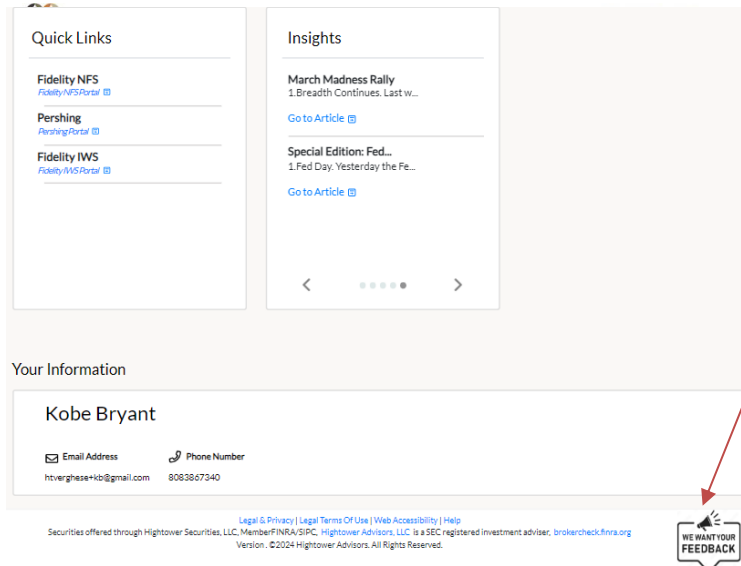 Quick Links
Fidelity NFS
Fidelity NFS Portal
Pershing
Pershing Portal
Fidelity IWS
Fidelity IWS Portal
Insights
March Madness Rally
1.Breadth Continues. Last w...
Go to Article
Special Edition: Fed...
1.Fed Day. Yesterday the Fe...
Go to Article
Your Information
Kobe Bryant
Email Address
htverghese+kb@gmail.com
Phone Number
8083867340
Legal & Privacy | Legal Terms Of Use | Web Accessibility | Help
Securities offered through Hightower Securities, LLC, Member FINRA/SIPC, Hightower Advisors, LLC is a SEC registered investment adviser, brokercheck.finra.org
Version . ©2024 Hightower Advisors. All Rights Reserved.
WE WANT YOUR
FEEDBACK